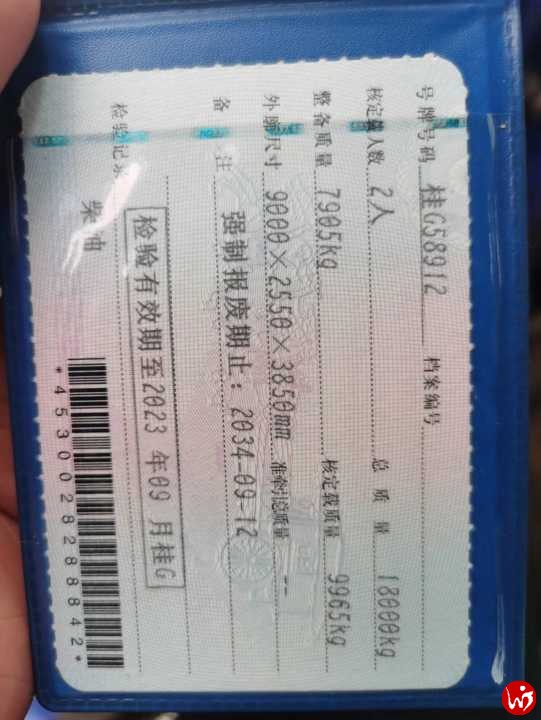 号牌号码 桂G58912 档案编号
核定载人数 2人 总质量 18000kg
整备质量 7905kg 核定载质量 9965kg
外廓尺寸 9000×2550×3850mm 准牵引总质量 --
备注 强制报废期止：2034-09-12
检验有效期至2023 年09 月桂G
检验记录
柴油
*4530028288842*